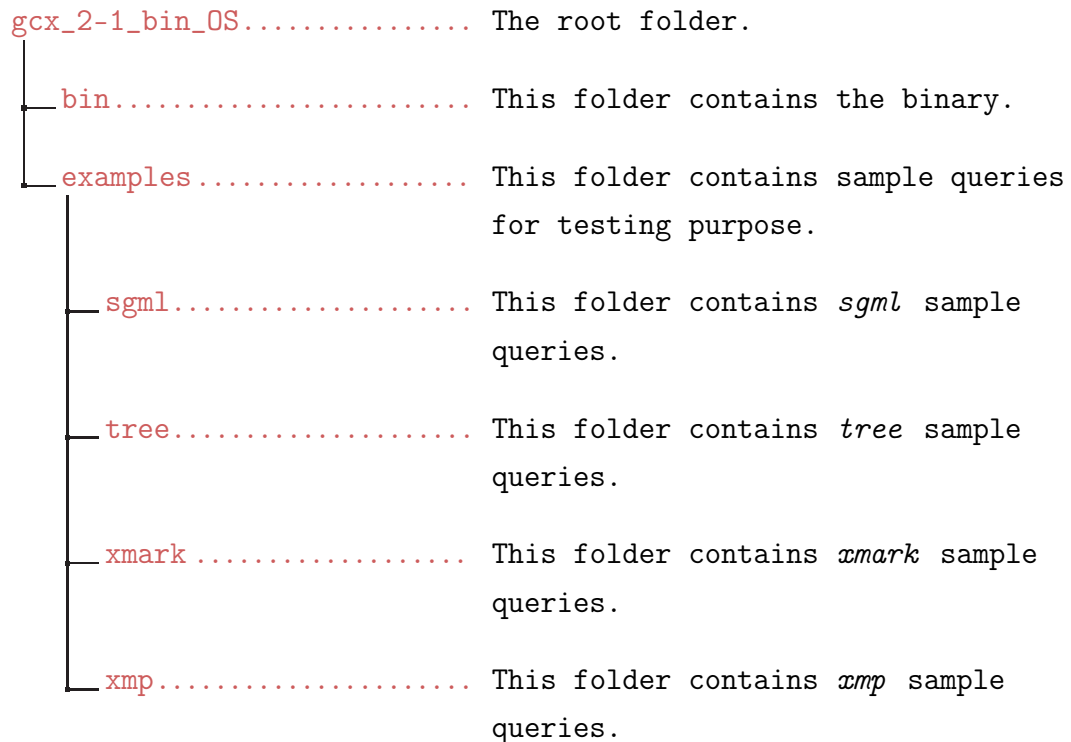 gcx_2-1_bin_OS................ The root folder.
bin......................... This folder contains the binary.
examples................... This folder contains sample queries
for testing purpose.
sgml..................... This folder contains sgml sample
queries.
tree..................... This folder contains tree sample
queries.
xmark ................... This folder contains xmark sample
queries.
xmp...................... This folder contains xmp sample
queries.